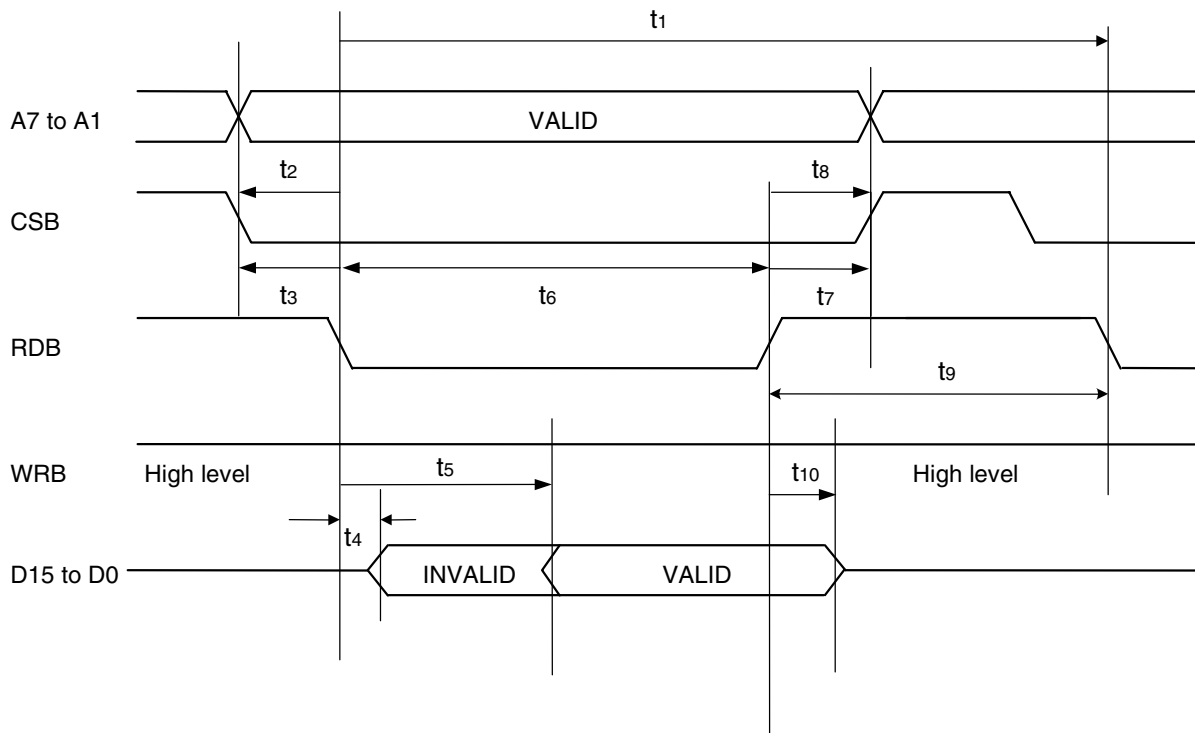 t1
A7 to A1
VALID
t2
t8
CSB
t3
t6
t7
RDB
t9
WRB
High level
t5
t10
High level
t4
D15 to D0
INVALID
VALID